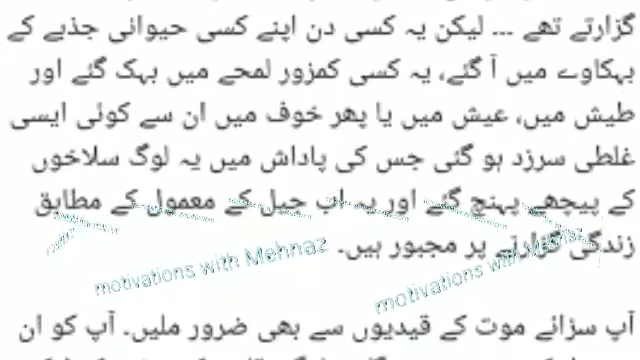 گزارتے تھے ... لیکن یہ کسی دن اپنے کسی حیوانی جذبے کے
بہکاوے میں آ گئے، یہ کسی کمزور لمحے میں بہک گئے اور
طیش میں، عیش میں یا پھر خوف میں ان سے کوئی ایسی
غلطی سرزد ہو گئی جس کی پاداش میں یہ لوگ سلاخوں
کے پیچھے پہنچ گئے اور یہ اب جیل کے معمول کے مطابق
زندگی گزارنے پر مجبور ہیں۔
motivations with Mehnaz
motivations with Mehnaz
آپ سزائے موت کے قیدیوں سے بھی ضرور ملیں۔ آپ کو ان